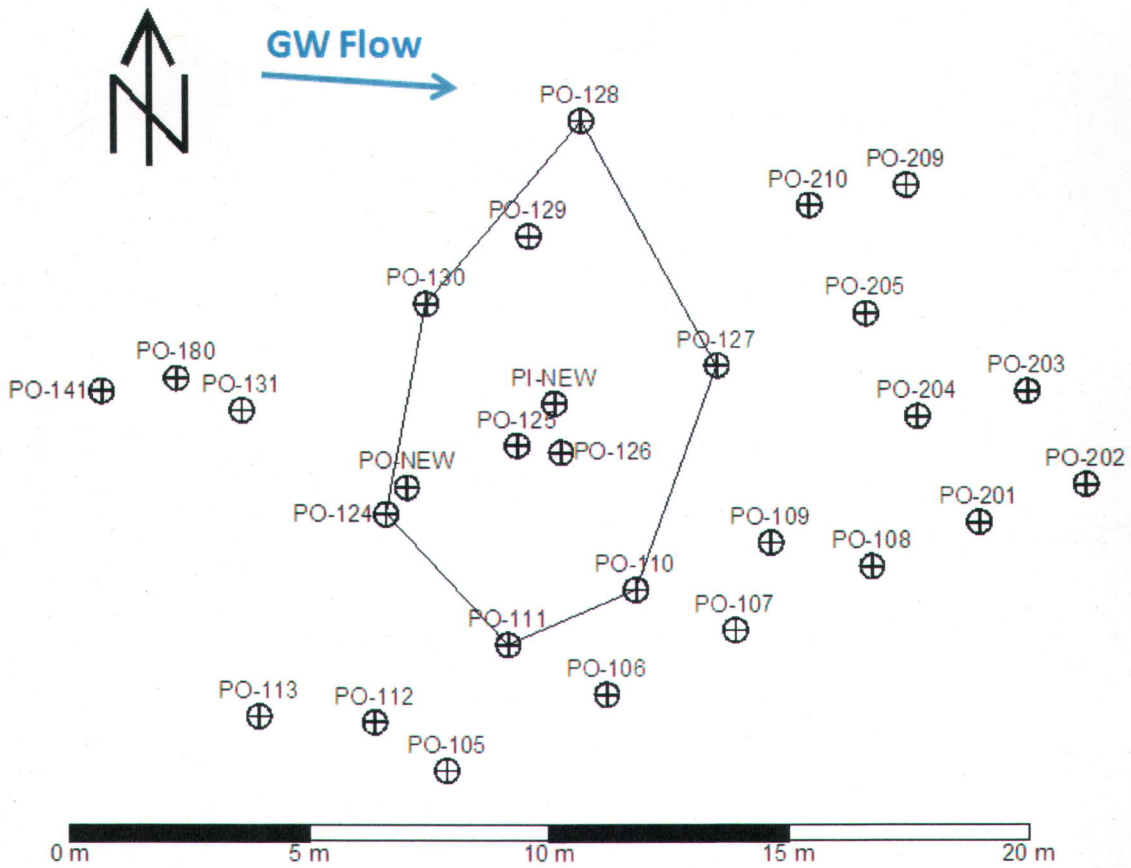 GW Flow
N
PO-128
PO-209
PO-210
PO-129
PO-130
PO-205
PO-127
PO-180
PO-203
PO-141
PO-131
PI-NEW
PO-204
PO-125
PO-126
PO-NEW
PO-202
PO-124
PO-201
PO-109
PO-108
PO-110
PO-107
PO-111
PO-106
PO-113
PO-112
PO-105
0 m 5 m 10 m 15 m 20 m